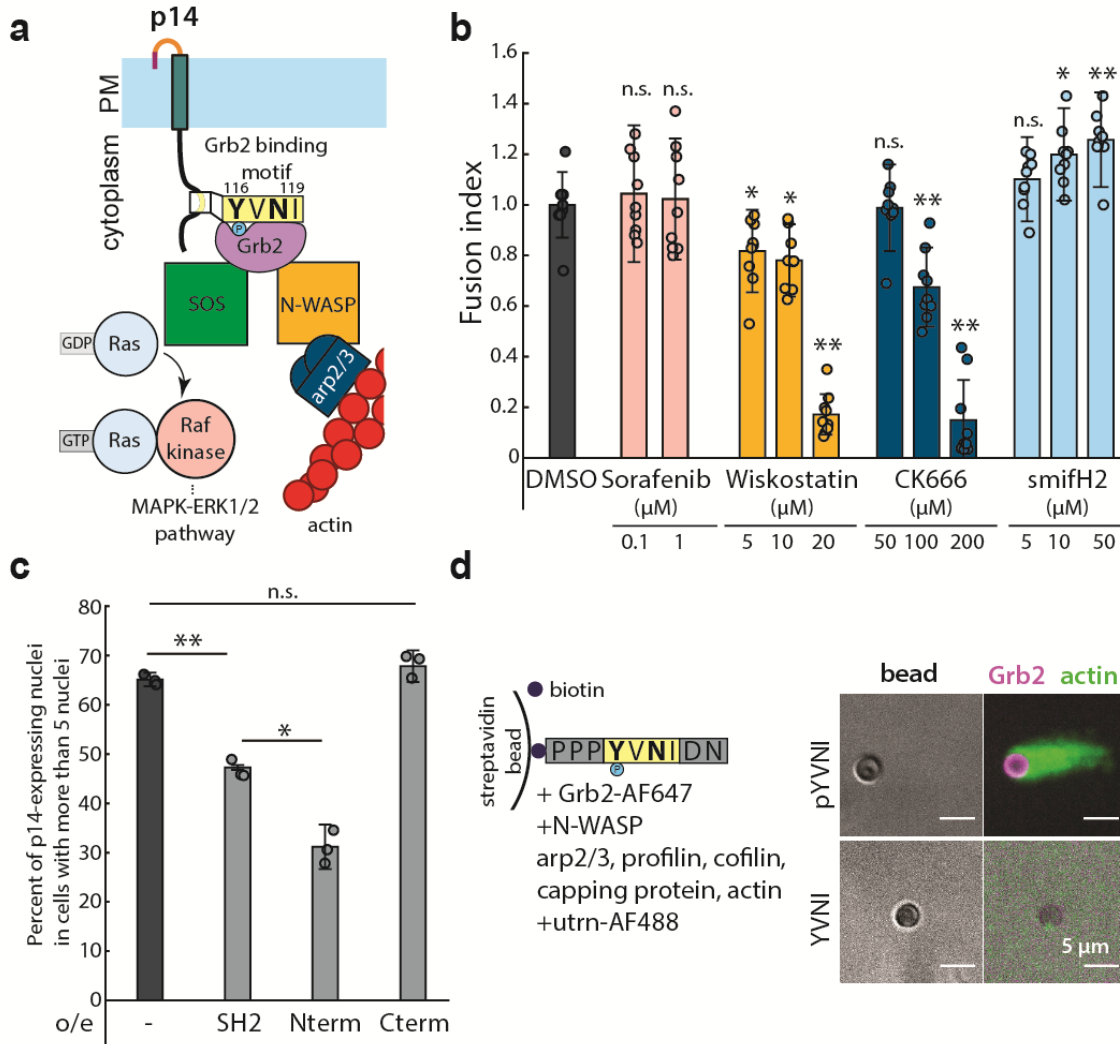 a
p14
PM
cytoplasm
Grb2 binding
motif
116 119
YVNI
P
Grb2
SOS
N-WASP
arp2/3
GDP
Ras
GTP
Ras
Raf
kinase
MAPK-ERK1/2
pathway
actin
b
Fusion index
1.6
1.4
1.2
1.0
0.8
0.6
0.4
0.2
0
n.s. n.s.
* * **
n.s. ** **
n.s. * **
DMSO Sorafenib Wiskostatin CK666 smifH2
(µM) (µM) (µM) (µM)
0.1 1 5 10 20 50 100 200 5 10 50
c
Percent of p14-expressing nuclei
in cells with more than 5 nuclei
80
70
60
50
40
30
20
10
0
n.s.
**
*
o/e - SH2 Nterm Cterm
d
streptavidin
bead
biotin
PPPYVNIDN
P
+ Grb2-AF647
+N-WASP
arp2/3, profilin, cofilin,
capping protein, actin
+utrn-AF488
bead Grb2 actin
pYVNI
YVNI
5 µm